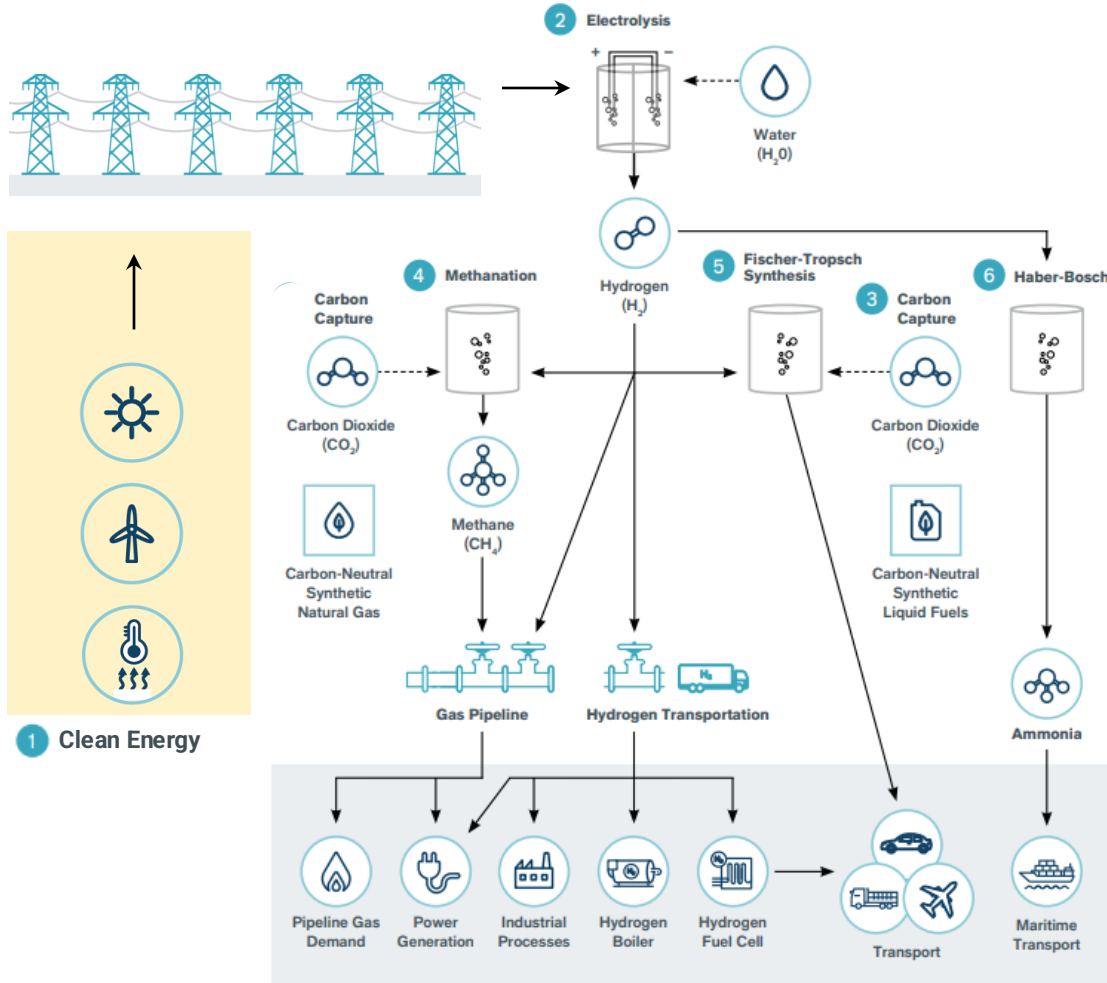 2 Electrolysis
+ −
Water
(H₂0)
Hydrogen
(H₂)
4 Methanation
5 Fischer-Tropsch
Synthesis
6 Haber-Bosch
Carbon
Capture
3 Carbon
Capture
Carbon Dioxide
(CO₂)
Carbon Dioxide
(CO₂)
Methane
(CH₄)
Carbon-Neutral
Synthetic
Natural Gas
Carbon-Neutral
Synthetic
Liquid Fuels
H₂
Gas Pipeline
Hydrogen Transportation
Ammonia
1 Clean Energy
H₂
H₂
Pipeline Gas
Demand
Power
Generation
Industrial
Processes
Hydrogen
Boiler
Hydrogen
Fuel Cell
Transport
Maritime
Transport